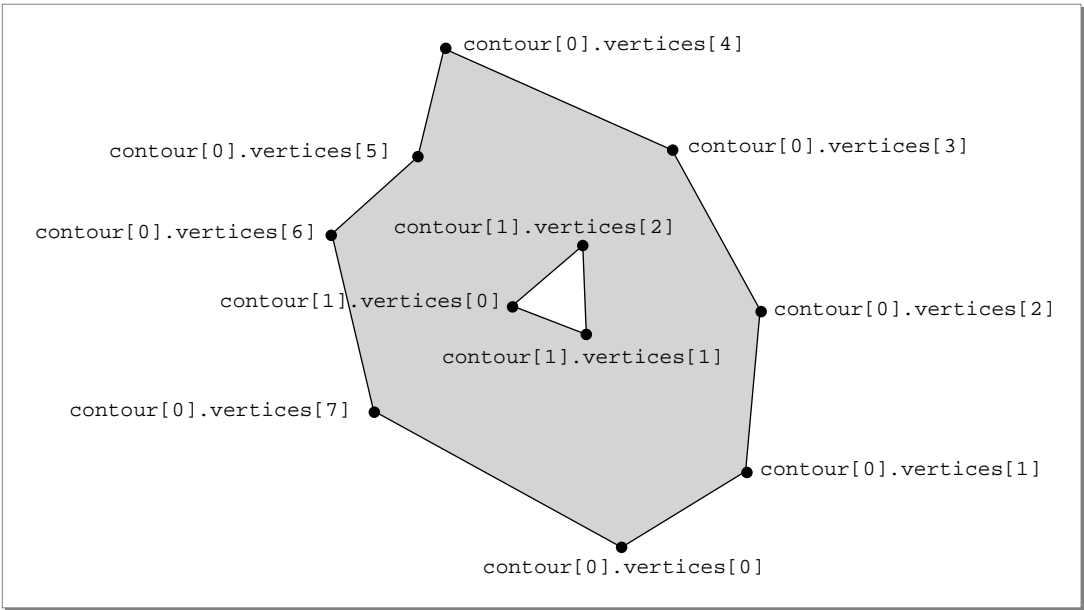 contour[0].vertices[4]
contour[0].vertices[3]
contour[0].vertices[5]
contour[1].vertices[2]
contour[0].vertices[6]
contour[1].vertices[0]
contour[0].vertices[2]
contour[1].vertices[1]
contour[0].vertices[7]
contour[0].vertices[1]
contour[0].vertices[0]